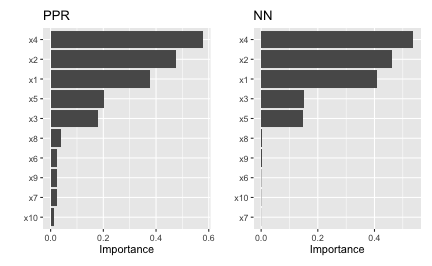 PPR
x4
x2
x1
x5
x3
x8
x6
x9
x7
x10
0.0 0.2 0.4 0.6
Importance
NN
x4
x2
x1
x3
x5
x8
x9
x6
x10
x7
0.0 0.2 0.4
Importance